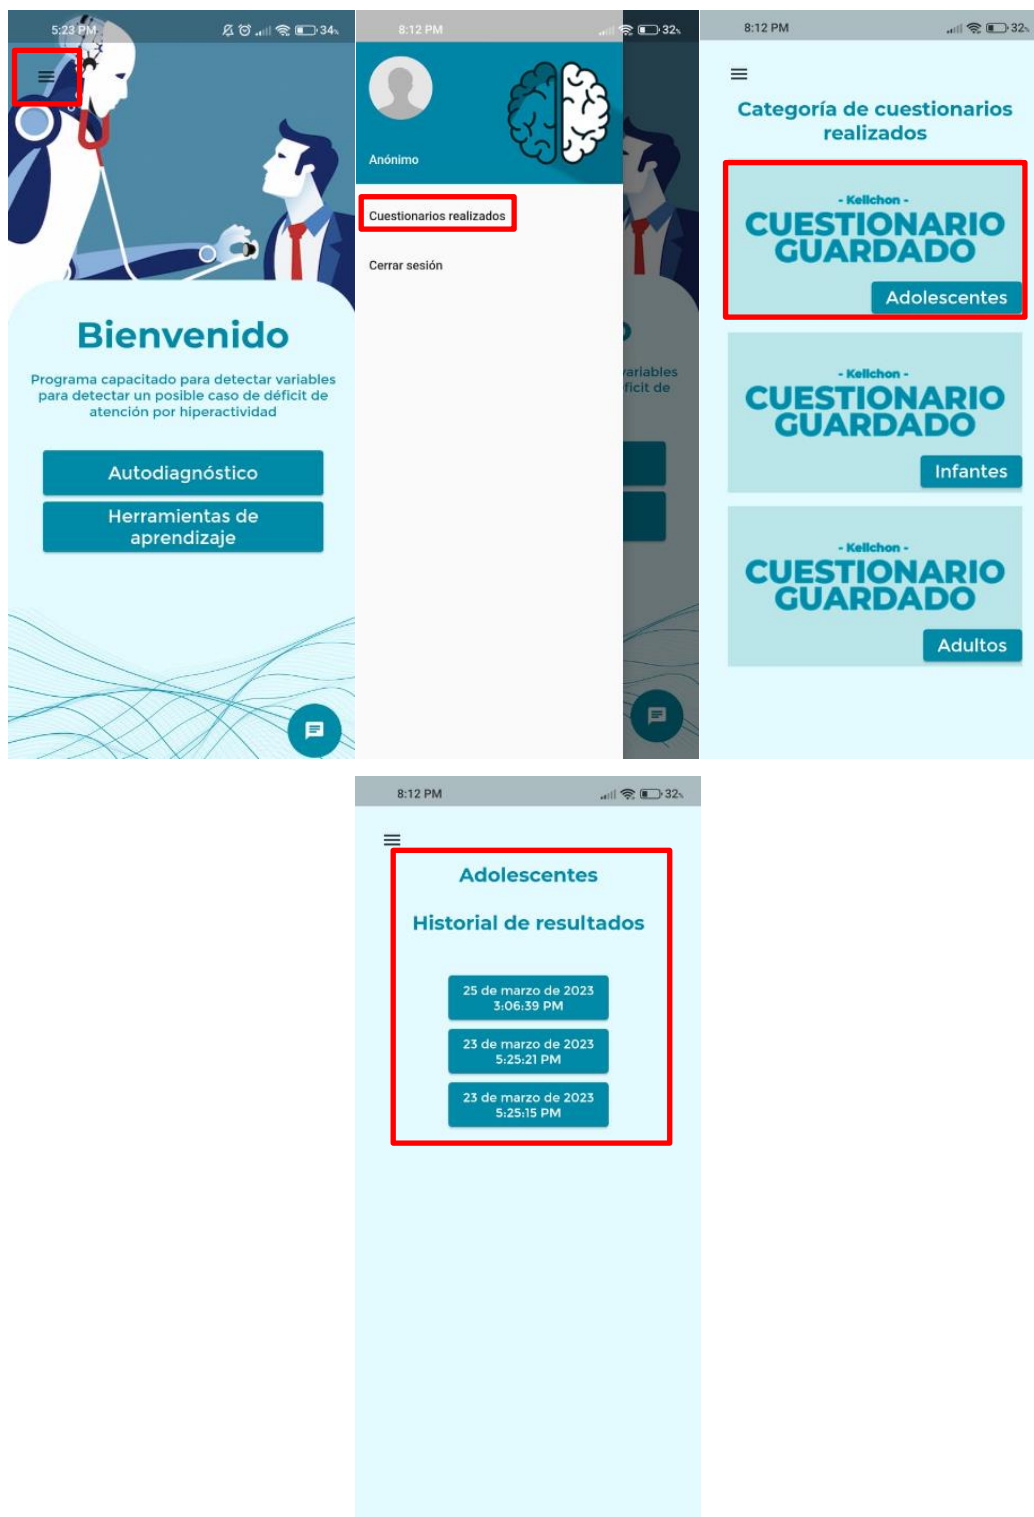 5:23 PM
34
Bienvenido
Programa capacitado para detectar variables
para detectar un posible caso de déficit de
atención por hiperactividad
Autodiagnóstico
Herramientas de
aprendizaje
8:12 PM
32
Anónimo
Cuestionarios realizados
Cerrar sesión
o
variables
ficit de
8:12 PM
32
Categoría de cuestionarios
realizados
- Kellchon -
CUESTIONARIO
GUARDADO
Adolescentes
- Kellchon -
CUESTIONARIO
GUARDADO
Infantes
- Kellchon -
CUESTIONARIO
GUARDADO
Adultos
8:12 PM
32
Adolescentes
Historial de resultados
25 de marzo de 2023
3:06:39 PM
23 de marzo de 2023
5:25:21 PM
23 de marzo de 2023
5:25:15 PM